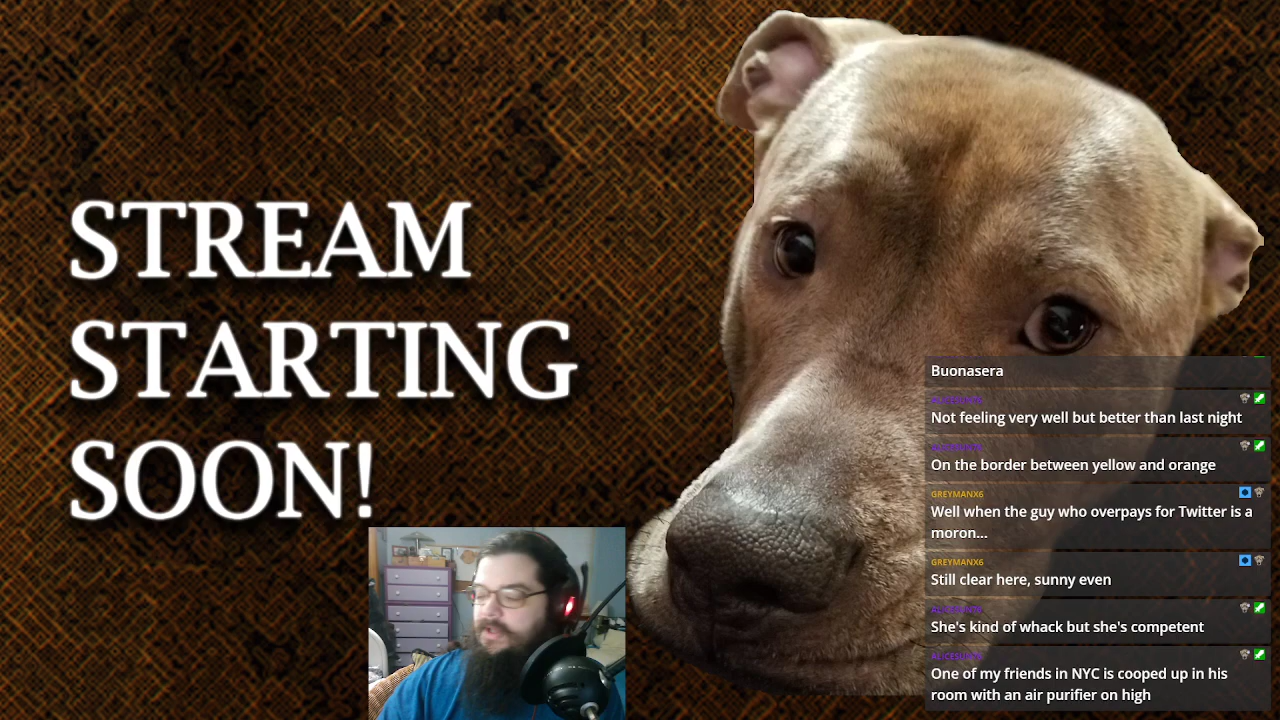 STREAM
STARTING
SOON!
Buonasera
Not feeling very well but better than last night
On the border between yellow and orange
GREYMANX6
Well when the guy who overpays for Twitter is a
moron...
GREYMANX6
Still clear here, sunny even
She's kind of whack but she's competent
One of my friends in NYC is cooped up in his
room with an air purifier on high